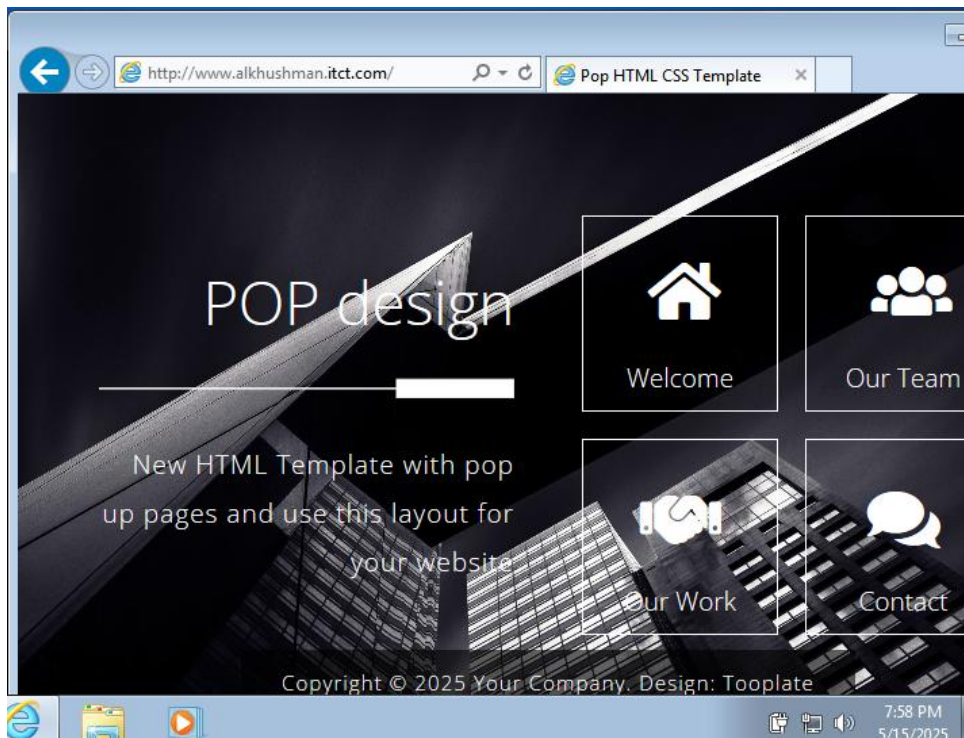 http://www.alkhushman.itct.com/
Pop HTML CSS Template
POP design
New HTML Template with pop
up pages and use this layout for
your website
Welcome
Our Team
Our Work
Contact
Copyright © 2025 Your Company. Design: Tooplate
7:58 PM
5/15/2025